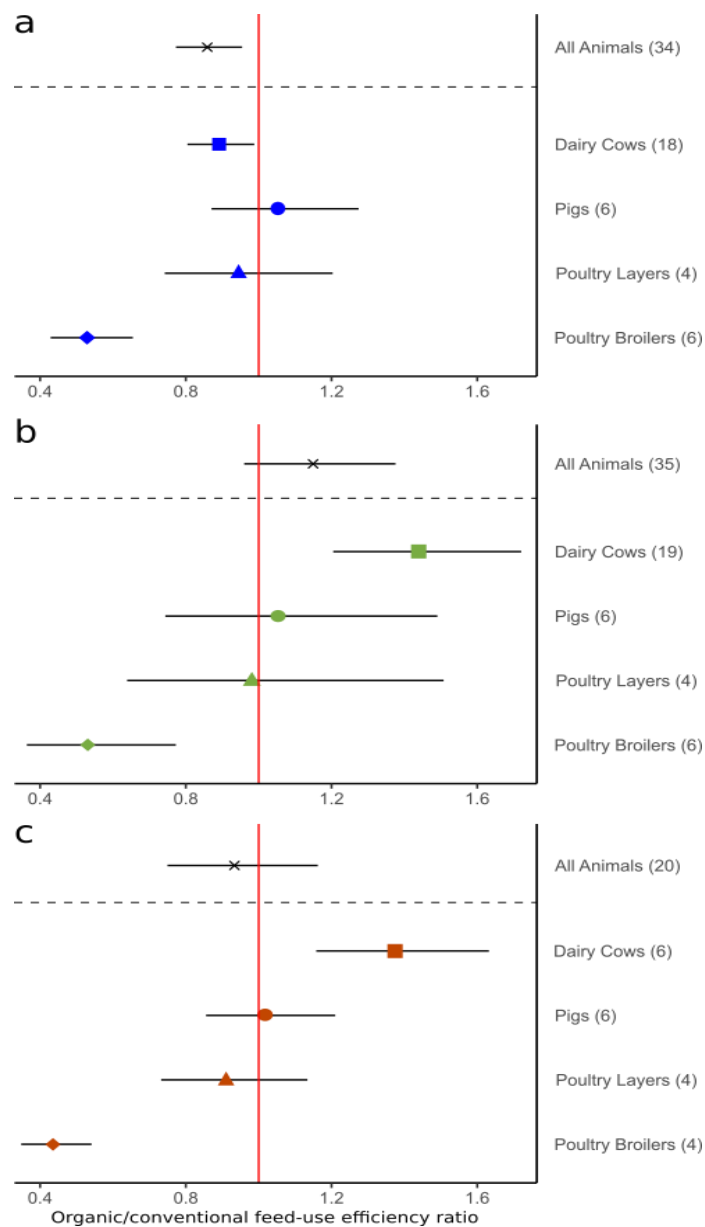 a
All Animals (34)
Dairy Cows (18)
Pigs (6)
Poultry Layers (4)
Poultry Broilers (6)
0.4 0.8 1.2 1.6
b
All Animals (35)
Dairy Cows (19)
Pigs (6)
Poultry Layers (4)
Poultry Broilers (6)
0.4 0.8 1.2 1.6
c
All Animals (20)
Dairy Cows (6)
Pigs (6)
Poultry Layers (4)
Poultry Broilers (4)
0.4 0.8 1.2 1.6
Organic/conventional feed-use efficiency ratio